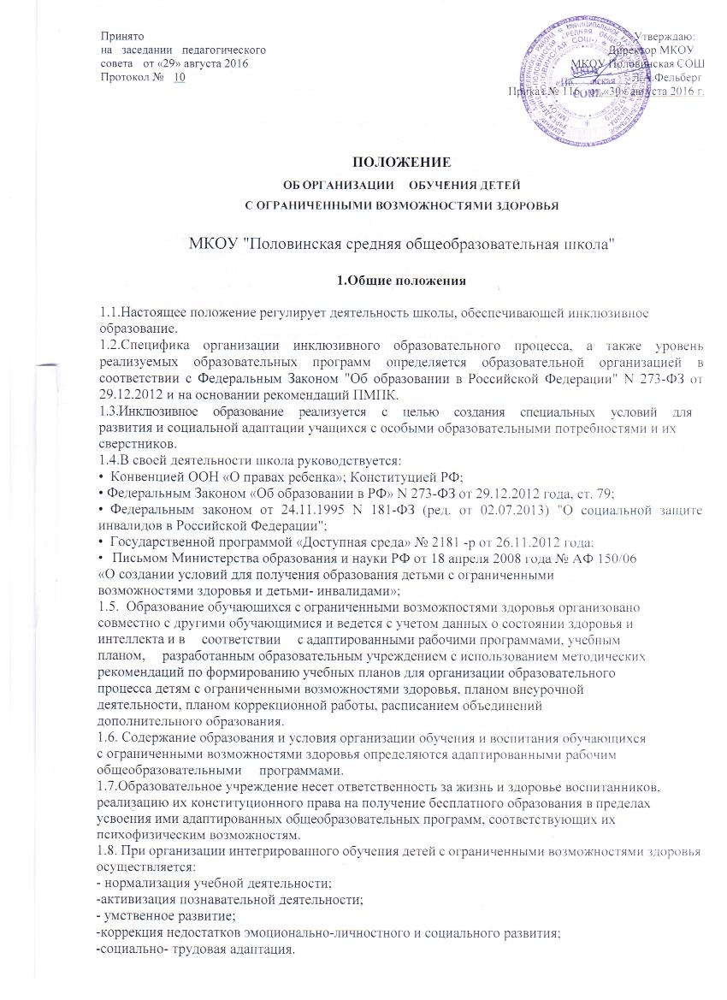 Принято
на заседании педагогического
совета от «29» августа 2016
Протокол № 10
Утверждаю:
Директор МКОУ
МКОУ Половинская СОШ
Л.А.Фельберг
Приказ № 116 от «30» августа 2016 г.
ПОЛОЖЕНИЕ
ОБ ОРГАНИЗАЦИИ ОБУЧЕНИЯ ДЕТЕЙ
С ОГРАНИЧЕННЫМИ ВОЗМОЖНОСТЯМИ ЗДОРОВЬЯ
МКОУ "Половинская средняя общеобразовательная школа"
1.Общие положения
1.1.Настоящее положение регулирует деятельность школы, обеспечивающей инклюзивное
образование.
1.2.Специфика организации инклюзивного образовательного процесса, а также уровень
реализуемых образовательных программ определяется образовательной организацией в
соответствии с Федеральным Законом "Об образовании в Российской Федерации" N 273-ФЗ от
29.12.2012 и на основании рекомендаций ПМПК.
1.3.Инклюзивное образование реализуется с целью создания специальных условий для
развития и социальной адаптации учащихся с особыми образовательными потребностями и их
сверстников.
1.4.В своей деятельности школа руководствуется:
• Конвенцией ООН «О правах ребенка»; Конституцией РФ;
• Федеральным Законом «Об образовании в РФ» N 273-ФЗ от 29.12.2012 года, ст. 79;
• Федеральным законом от 24.11.1995 N 181-ФЗ (ред. от 02.07.2013) "О социальной защите
инвалидов в Российской Федерации";
• Государственной программой «Доступная среда» № 2181 -р от 26.11.2012 года;
• Письмом Министерства образования и науки РФ от 18 апреля 2008 года № АФ 150/06
«О создании условий для получения образования детьми с ограниченными
возможностями здоровья и детьми- инвалидами»;
1.5. Образование обучающихся с ограниченными возможностями здоровья организовано
совместно с другими обучающимися и ведется с учетом данных о состоянии здоровья и
интеллекта и в соответствии с адаптированными рабочими программами, учебным
планом, разработанным образовательным учреждением с использованием методических
рекомендаций по формированию учебных планов для организации образовательного
процесса детям с ограниченными возможностями здоровья, планом внеурочной
деятельности, планом коррекционной работы, расписанием объединений
дополнительного образования.
1.6. Содержание образования и условия организации обучения и воспитания обучающихся
с ограниченными возможностями здоровья определяются адаптированными рабочим
общеобразовательными программами.
1.7.Образовательное учреждение несет ответственность за жизнь и здоровье воспитанников.
реализацию их конституционного права на получение бесплатного образования в пределах
усвоения ими адаптированных общеобразовательных программ, соответствующих их
психофизическим возможностям.
1.8. При организации интегрированного обучения детей с ограниченными возможностями здоровья
осуществляется:
- нормализация учебной деятельности;
-активизация познавательной деятельности;
- умственное развитие;
-коррекция недостатков эмоционально-личностного и социального развития;
-социально- трудовая адаптация.